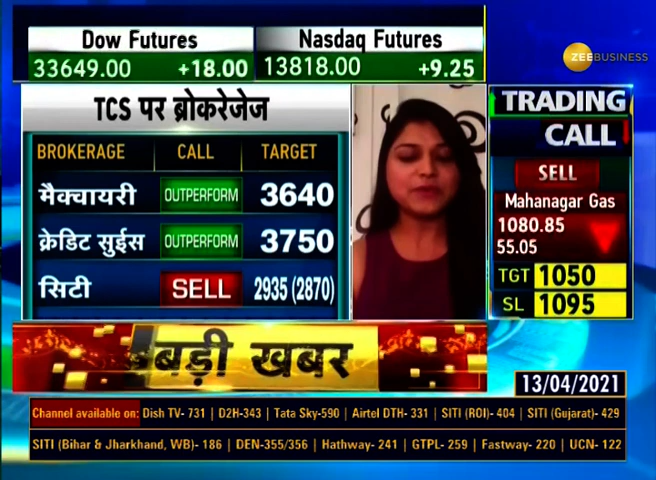 Dow Futures
33649.00 +18.00
Nasdaq Futures
13818.00 +9.25
ZEEBUSINESS
TCS पर ब्रोकरेजेज
BROKERAGE CALL TARGET
मैक्वायरी OUTPERFORM 3640
क्रेडिट सुईस OUTPERFORM 3750
सिटी SELL 2935 (2870)
TRADING
CALL
SELL
Mahanagar Gas
1080.85
55.05
TGT 1050
SL 1095
बड़ी खबर
13/04/2021
Channel available on: Dish TV- 731 | D2H-343 | Tata Sky-590 | Airtel DTH- 331 | SITI (ROI)- 404 | SITI (Gujarat)- 429
SITI (Bihar & Jharkhand, WB)- 186 | DEN-355/356 | Hathway- 241 | GTPL- 259 | Fastway- 220 | UCN- 122